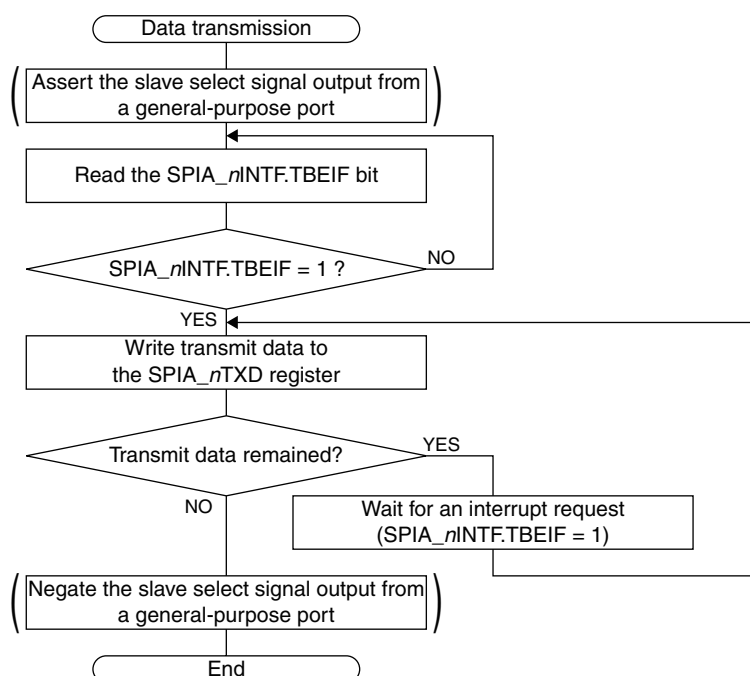 Data transmission
Assert the slave select signal output from
a general-purpose port
Read the SPIA_nINTF.TBEIF bit
SPIA_nINTF.TBEIF = 1 ?
NO
YES
Write transmit data to
the SPIA_nTXD register
Transmit data remained?
YES
NO
Wait for an interrupt request
(SPIA_nINTF.TBEIF = 1)
Negate the slave select signal output from
a general-purpose port
End